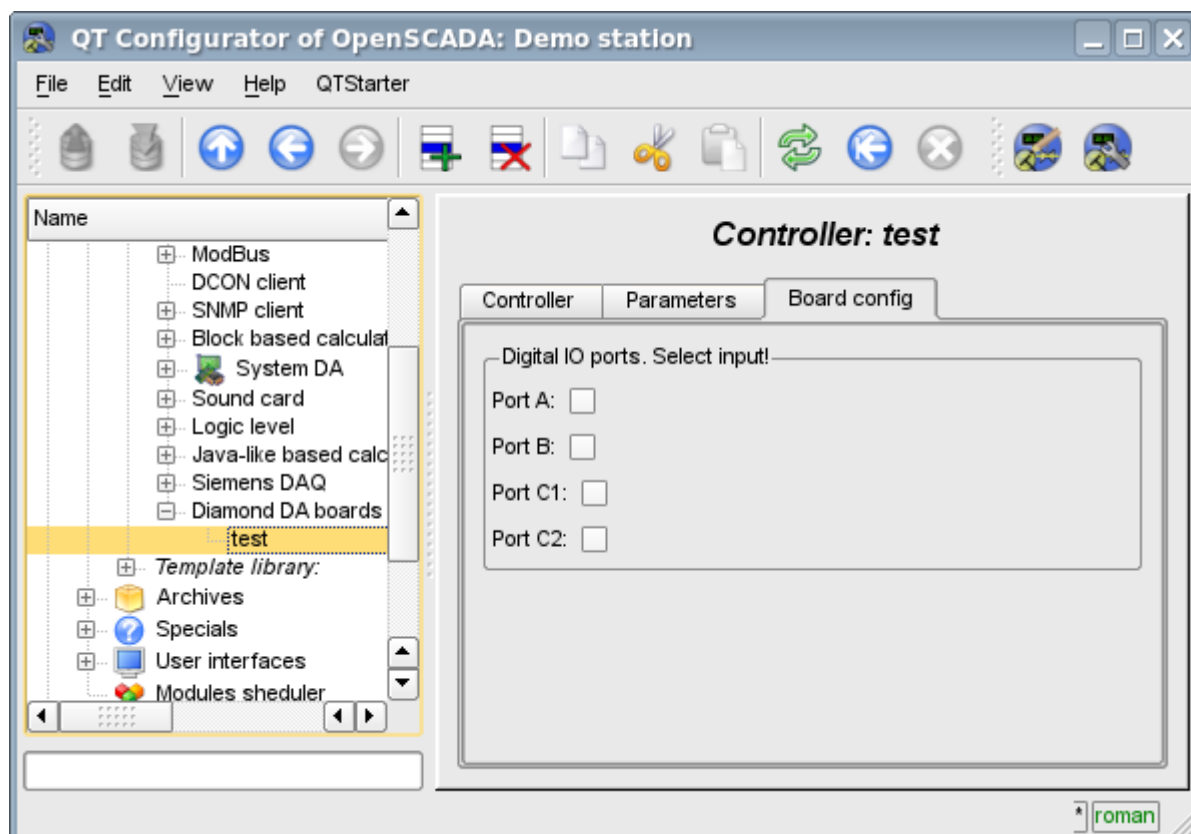 QT Configurator of OpenSCADA: Demo station
File Edit View Help QTStarter
Name
ModBus
DCON client
SNMP client
Block based calculat
System DA
Sound card
Logic level
Java-like based calc
Siemens DAQ
Diamond DA boards
test
Template library:
Archives
Specials
User interfaces
Modules sheduler
Controller: test
Controller Parameters Board config
Digital IO ports. Select input!
Port A:
Port B:
Port C1:
Port C2:
* roman